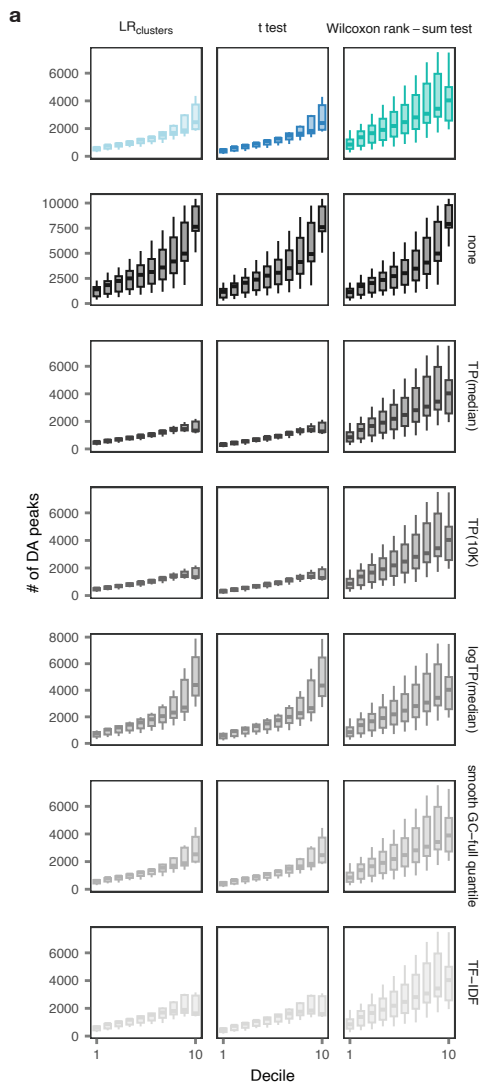 a
LRclusters t test Wilcoxon rank – sum test
6000
4000
2000
0
10000
7500
5000
2500
0
none
6000
4000
2000
0
TP(median)
6000
4000
2000
0
TP(10K)
# of DA peaks
8000
6000
4000
2000
0
logTP(median)
6000
4000
2000
0
smooth GC–full quantile
6000
4000
2000
0
TF–IDF
1 10 1 10 1 10
Decile